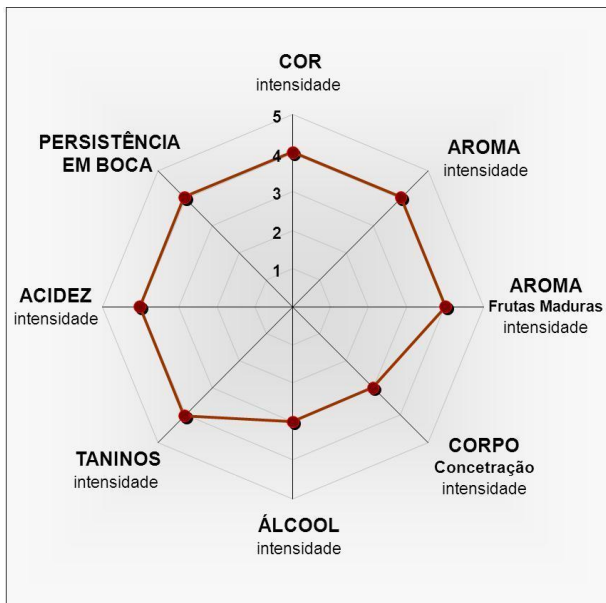 COR
intensidade
5
4
3
2
1
AROMA
intensidade
AROMA
Frutas Maduras
intensidade
CORPO
Concetração
intensidade
ÁLCOOL
intensidade
TANINOS
intensidade
ACIDEZ
intensidade
PERSISTÊNCIA
EM BOCA